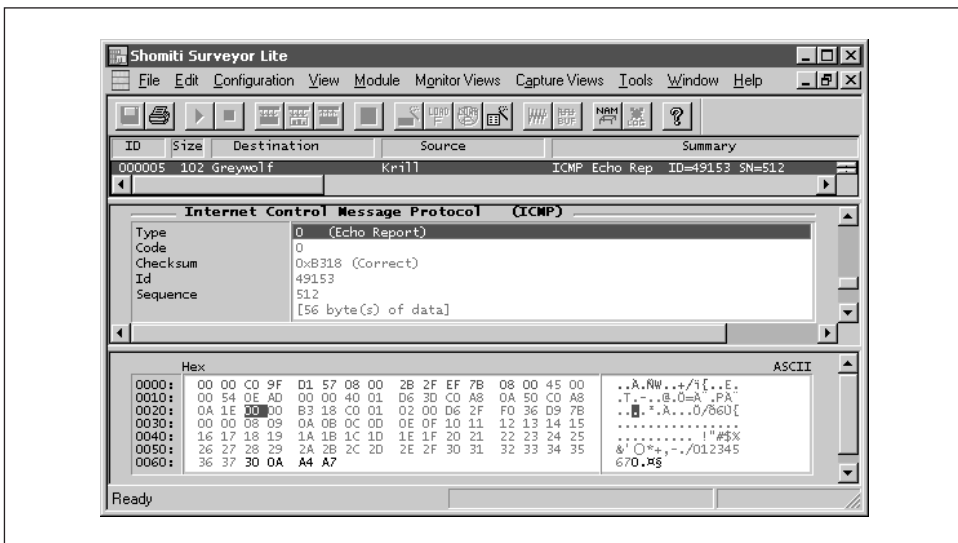 Shomiti Surveyor Lite
File Edit Configuration View Module Monitor Views Capture Views Tools Window Help
ID Size Destination Source Summary
000005 102 Greywolf Krill ICMP Echo Rep ID=49153 SN=512
Internet Control Message Protocol (ICMP)
Type 0 (Echo Report)
Code 0
Checksum 0xB318 (Correct)
Id 49153
Sequence 512
[56 byte(s) of data]
Hex ASCII
0000: 00 00 C0 9F D1 57 08 00 2B 2F EF 7B 08 00 45 00 ..À.ÑW..+/ï{..E.
0010: 00 54 0E AD 00 00 40 01 D6 3D C0 A8 0A 50 C0 A8 .T.-..@.Ö=À¨.PÀ¨
0020: 0A 1E 00 00 B3 18 C0 01 02 00 D6 2F F0 36 D9 7B
0030: 00 00 08 09 0A 0B 0C 0D 0E 0F 10 11 12 13 14 15 ................
0040: 16 17 18 19 1A 1B 1C 1D 1E 1F 20 21 22 23 24 25 .......... !"#$%
0050: 26 27 28 29 2A 2B 2C 2D 2E 2F 30 31 32 33 34 35 &'()*+,-./012345
0060: 36 37 30 0A A4 A7 670.¤§
Ready